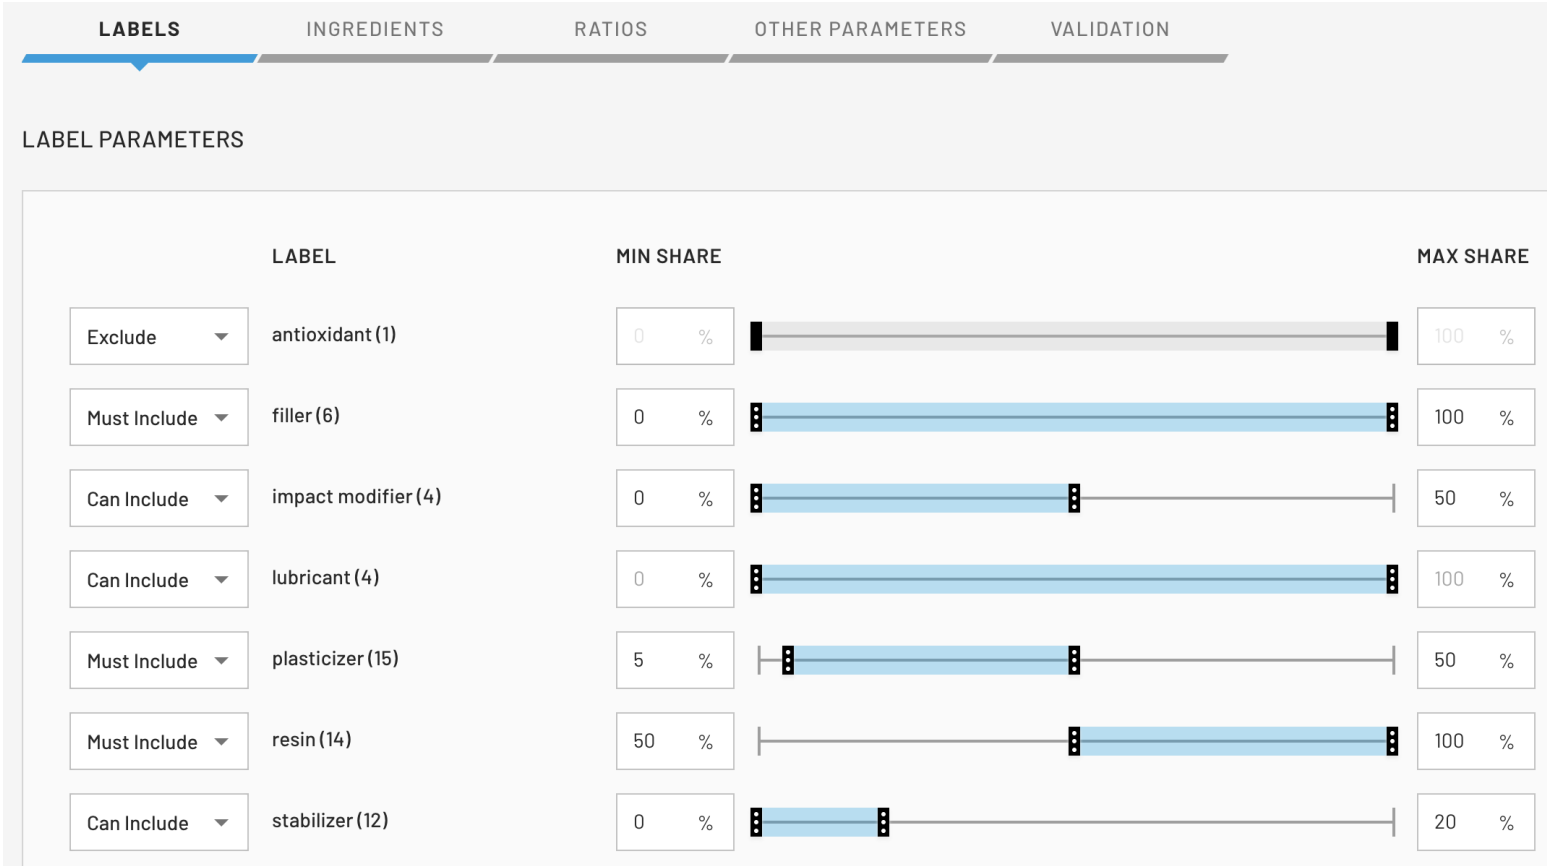 LABELS INGREDIENTS RATIOS OTHER PARAMETERS VALIDATION
LABEL PARAMETERS
LABEL MIN SHARE MAX SHARE
Exclude antioxidant (1) 0 % 100 %
Must Include filler (6) 0 % 100 %
Can Include impact modifier (4) 0 % 50 %
Can Include lubricant (4) 0 % 100 %
Must Include plasticizer (15) 5 % 50 %
Must Include resin (14) 50 % 100 %
Can Include stabilizer (12) 0 % 20 %